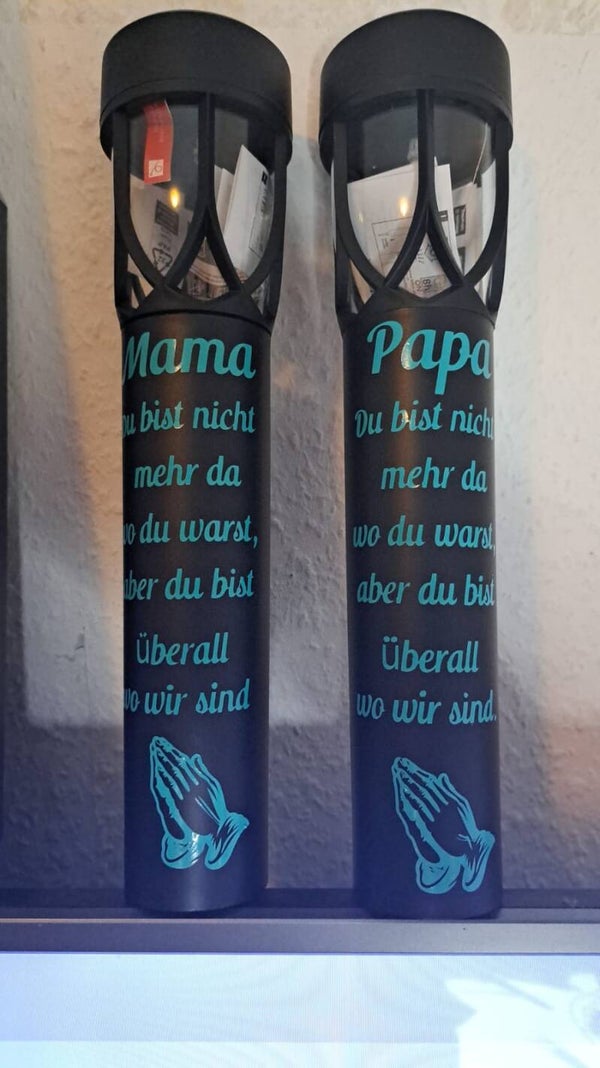 Mama
Du bist nicht
mehr da
wo du warst,
aber du bist
Überall
wo wir sind
Papa
Du bist nicht
mehr da
wo du warst,
aber du bist
Überall
wo wir sind.